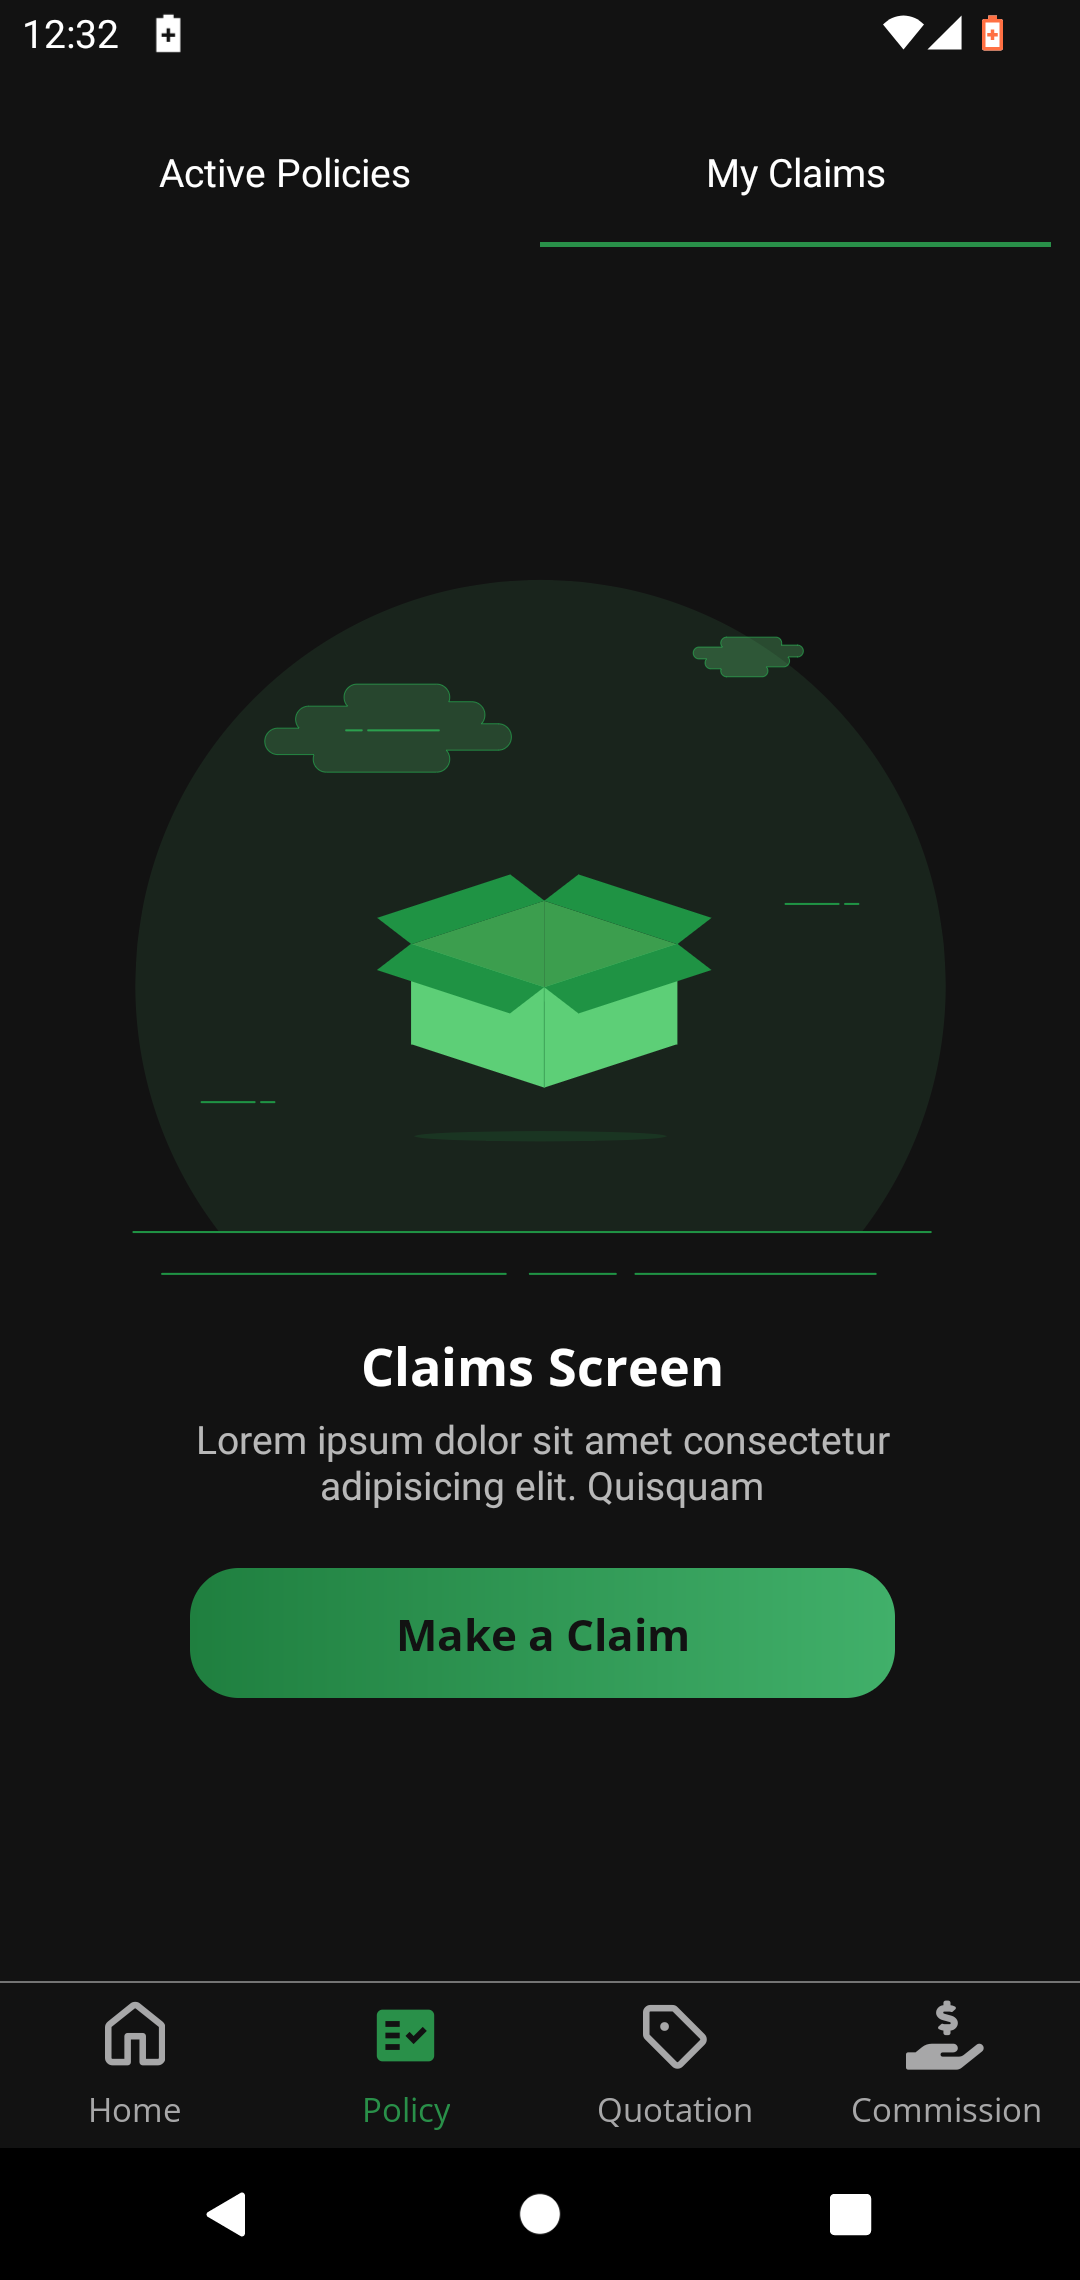 12:32
Active Policies
My Claims
Claims Screen
Lorem ipsum dolor sit amet consectetur
adipisicing elit. Quisquam
Make a Claim
Home
Policy
Quotation
Commission